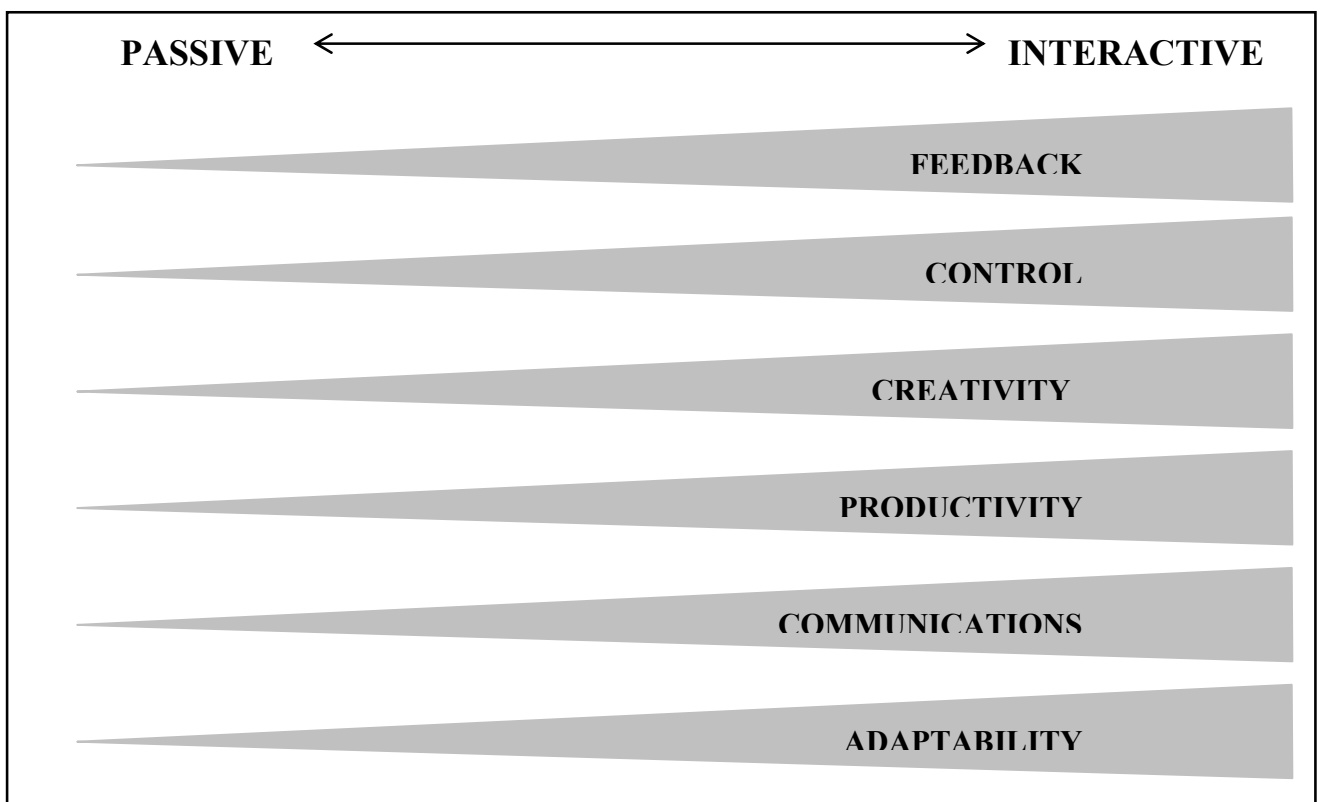 PASSIVE INTERACTIVE
FEEDBACK
CONTROL
CREATIVITY
PRODUCTIVITY
COMMUNICATIONS
ADAPTABILITY